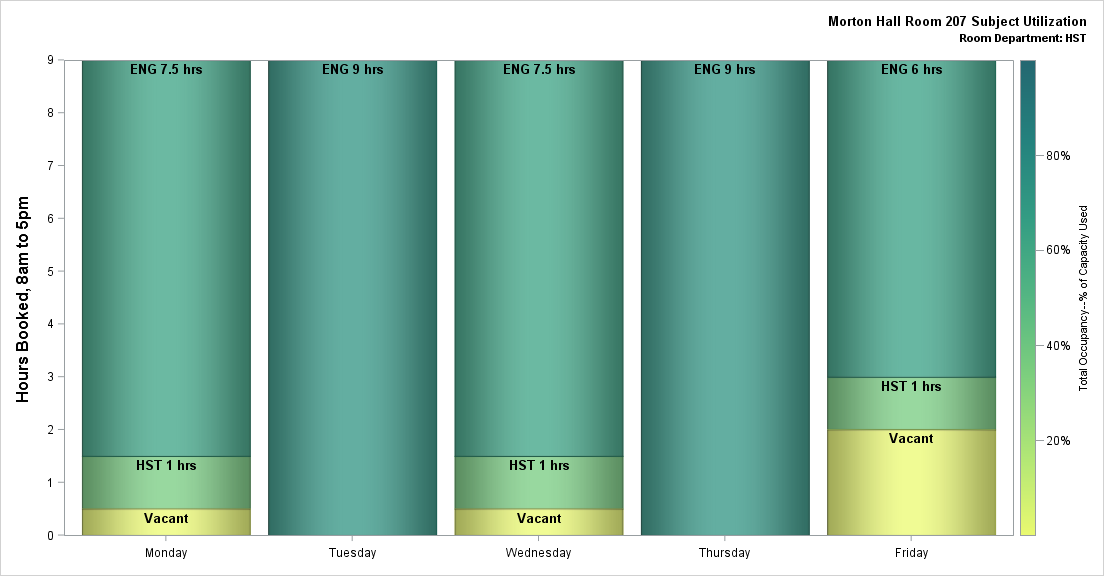 Morton Hall Room 207 Subject Utilization
Room Department: HST
Hours Booked, 8am to 5pm
9
8
7
6
5
4
3
2
1
0
ENG 7.5 hrs
HST 1 hrs
Vacant
ENG 9 hrs
ENG 7.5 hrs
HST 1 hrs
Vacant
ENG 9 hrs
ENG 6 hrs
HST 1 hrs
Vacant
Monday
Tuesday
Wednesday
Thursday
Friday
80%
60%
40%
20%
Total Occupancy--% of Capacity Used